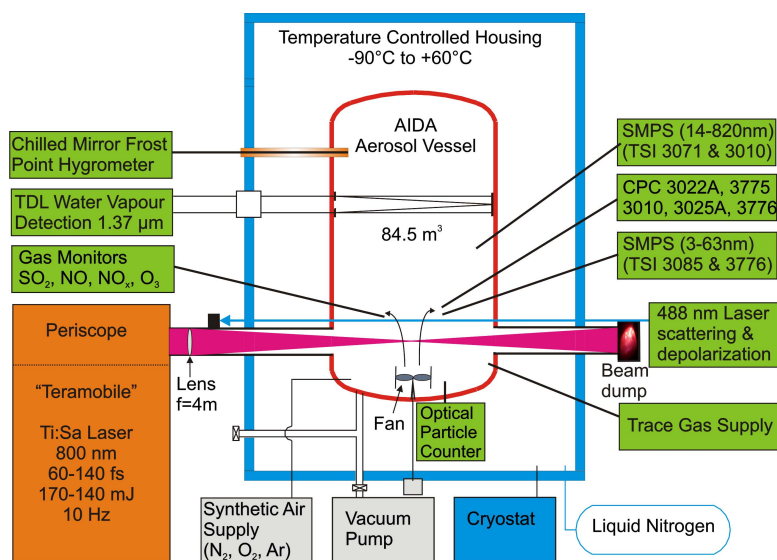 Temperature Controlled Housing
-90°C to +60°C
AIDA
Aerosol Vessel
84.5 m³
Chilled Mirror Frost
Point Hygrometer
TDL Water Vapour
Detection 1.37 µm
Gas Monitors
SO₂, NO, NOₓ, O₃
SMPS (14-820nm)
(TSI 3071 & 3010)
CPC 3022A, 3775
3010, 3025A, 3776
SMPS (3-63nm)
(TSI 3085 & 3776)
488 nm Laser
scattering &
depolarization
Periscope
"Teramobile"
Ti:Sa Laser
800 nm
60-140 fs
170-140 mJ
10 Hz
Lens
f=4m
Fan
Optical
Particle
Counter
Beam
dump
Trace Gas Supply
Synthetic Air
Supply
(N₂, O₂, Ar)
Vacuum
Pump
Cryostat
Liquid Nitrogen